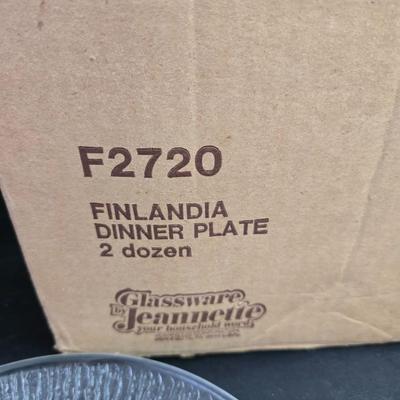 F2720
FINLANDIA
DINNER PLATE
2 dozen
Glassware
by Jeannette
your household word